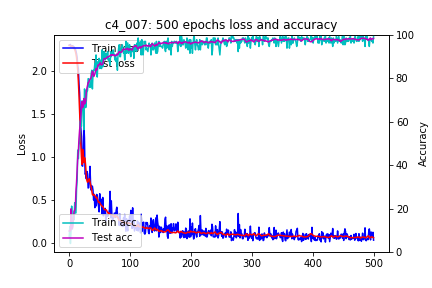 c4_007: 500 epochs loss and accuracy
Train loss
Test loss
Train acc
Test acc
Loss
Accuracy
2.0
1.5
1.0
0.5
0.0
100
80
60
40
20
0
0 100 200 300 400 500